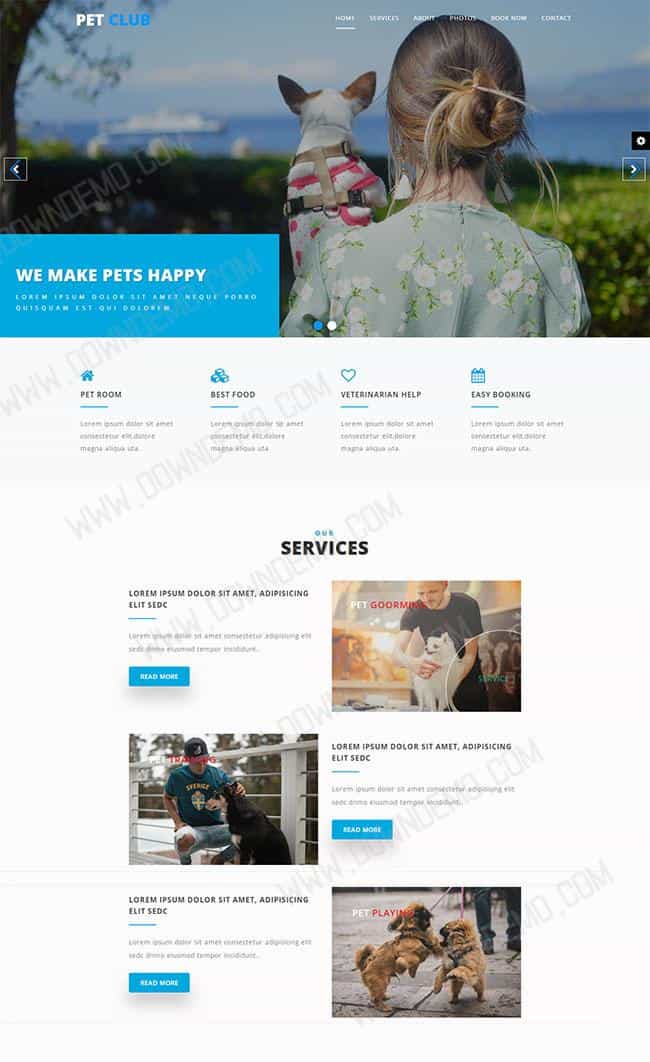 PET CLUB
HOME SERVICES ABOUT PHOTOS BOOK NOW CONTACT
WE MAKE PETS HAPPY
LOREM IPSUM DOLOR SIT AMET NEQUE PORRO
QUISQUAM EST QUI DOLOREM
PET ROOM
Lorem ipsum dolor sit amet
consectetur elit,dolore
magna aliqua uta.
BEST FOOD
Lorem ipsum dolor sit amet
consectetur elit,dolore
magna aliqua uta
VETERINARIAN HELP
Lorem ipsum dolor sit amet
consectetur elit,dolore
magna aliqua uta.
EASY BOOKING
Lorem ipsum dolor sit amet
consectetur elit,dolore
magna aliqua uta.
OUR
SERVICES
LOREM IPSUM DOLOR SIT AMET, ADIPISICING
ELIT SEDC
Lorem ipsum dolor sit amet consectetur adipisicing elit
sedc dnmo eiusmod tempor incididunt..
READ MORE
PET GOORMING
SERVICE
PET TRAINING
SVERIGE
LOREM IPSUM DOLOR SIT AMET, ADIPISICING
ELIT SEDC
Lorem ipsum dolor sit amet consectetur adipisicing elit
sedc dnmo eiusmod tempor incididunt..
READ MORE
LOREM IPSUM DOLOR SIT AMET, ADIPISICING
ELIT SEDC
Lorem ipsum dolor sit amet consectetur adipisicing elit
sedc dnmo eiusmod tempor incididunt..
READ MORE
PET PLAYING
WWW.DOWNDEMO.COM